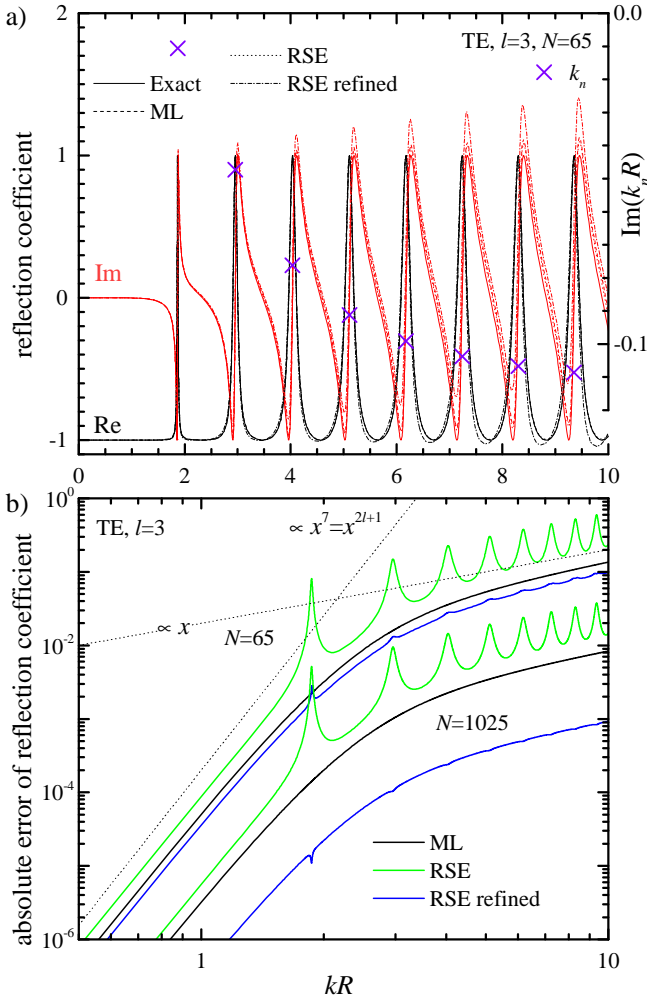 a)
2
1
0
-1
reflection coefficient
RSE
Exact
RSE refined
ML
TE, l=3, N=65
k_n
Im
Re
0.0
-0.1
Im(k_nR)
0 2 4 6 8 10
b)
10^0
10^-2
10^-4
10^-6
absolute error of reflection coefficient
TE, l=3
∝ x^7=x^{2l+1}
∝ x
N=65
N=1025
ML
RSE
RSE refined
1 10
kR